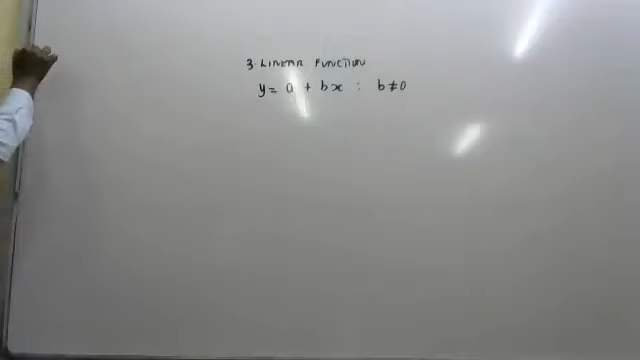 3. LINEAR FUNCTION
y = a + bx : b ≠ 0